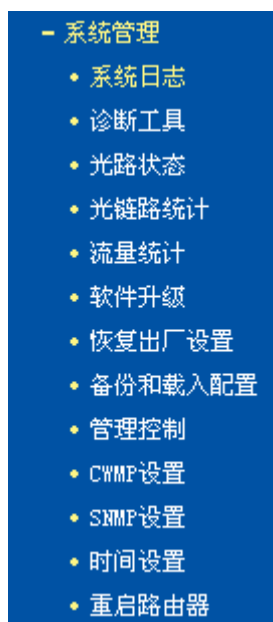 - 系统管理
• 系统日志
• 诊断工具
• 光路状态
• 光链路统计
• 流量统计
• 软件升级
• 恢复出厂设置
• 备份和载入配置
• 管理控制
• CWMP设置
• SNMP设置
• 时间设置
• 重启路由器